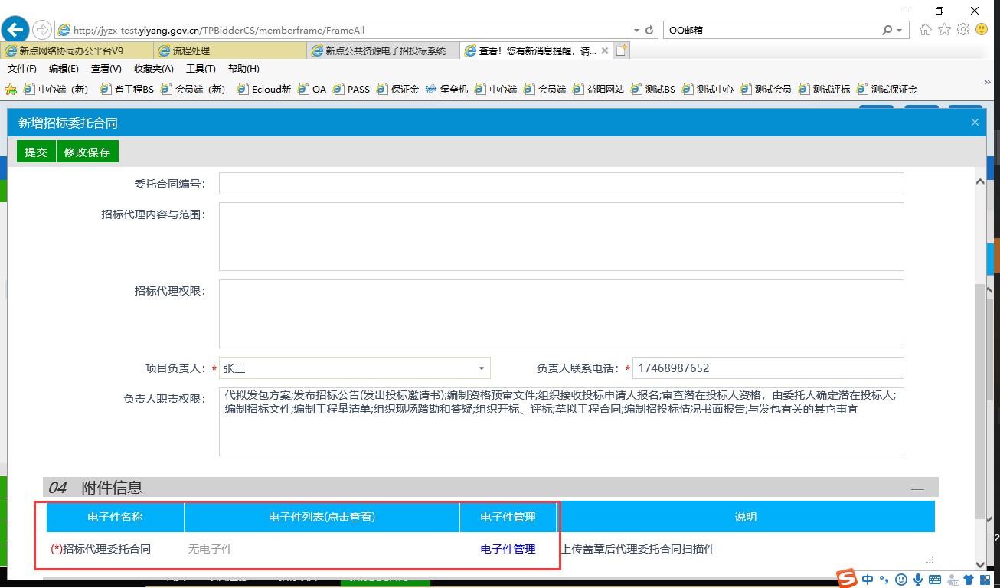 http://jyzx-test.yiyang.gov.cn/TPBidderCS/memberframe/FrameAll
QQ邮箱
新点网络协同办公平台V9 流程处理 新点公共资源电子招投标系统 查看！您有新消息提醒，请...
文件(F) 编辑(E) 查看(V) 收藏夹(A) 工具(T) 帮助(H)
中心端（新） 省工程BS 会员端（新） Ecloud新 OA PASS 保证金 堡垒机 中心端 会员端 益阳网站 测试BS 测试中心 测试会员 测试评标 测试保证金
新增招标委托合同
提交 修改保存
委托合同编号：
招标代理内容与范围：
招标代理权限：
项目负责人：* 张三 负责人联系电话：* 17468987652
负责人职责权限：
代拟发包方案;发布招标公告(发出投标邀请书);编制资格预审文件;组织接收投标申请人报名;审查潜在投标人资格，由委托人确定潜在投标人;
编制招标文件;编制工程量清单;组织现场踏勘和答疑;组织开标、评标;草拟工程合同;编制招投标情况书面报告;与发包有关的其它事宜
04 附件信息
电子件名称 电子件列表(点击查看) 电子件管理 说明
(*)招标代理委托合同 无电子件 电子件管理 上传盖章后代理委托合同扫描件
中